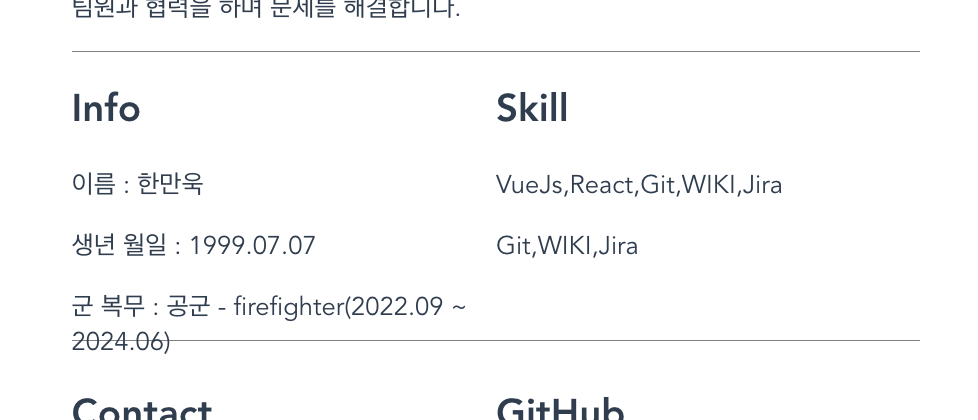 팀원과 협력을 하며 문제를 해결합니다.
Info
Skill
이름 : 한만욱
VueJs,React,Git,WIKI,Jira
생년 월일 : 1999.07.07
Git,WIKI,Jira
군 복무 : 공군 - firefighter(2022.09 ~
2024.06)
Contact
GitHub